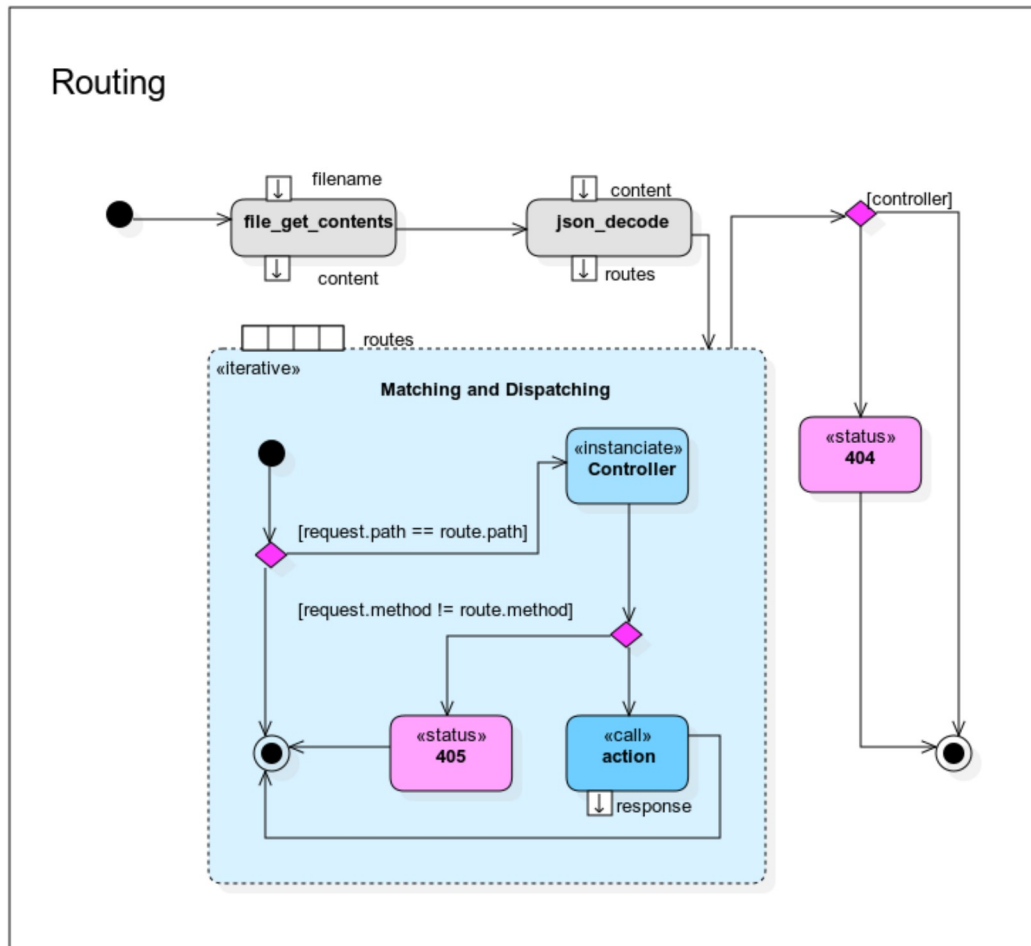 Routing
filename
content
[controller]
file_get_contents
json_decode
content
routes
routes
«iterative»
Matching and Dispatching
«instanciate»
Controller
«status»
404
[request.path == route.path]
[request.method != route.method]
«status»
405
«call»
action
response